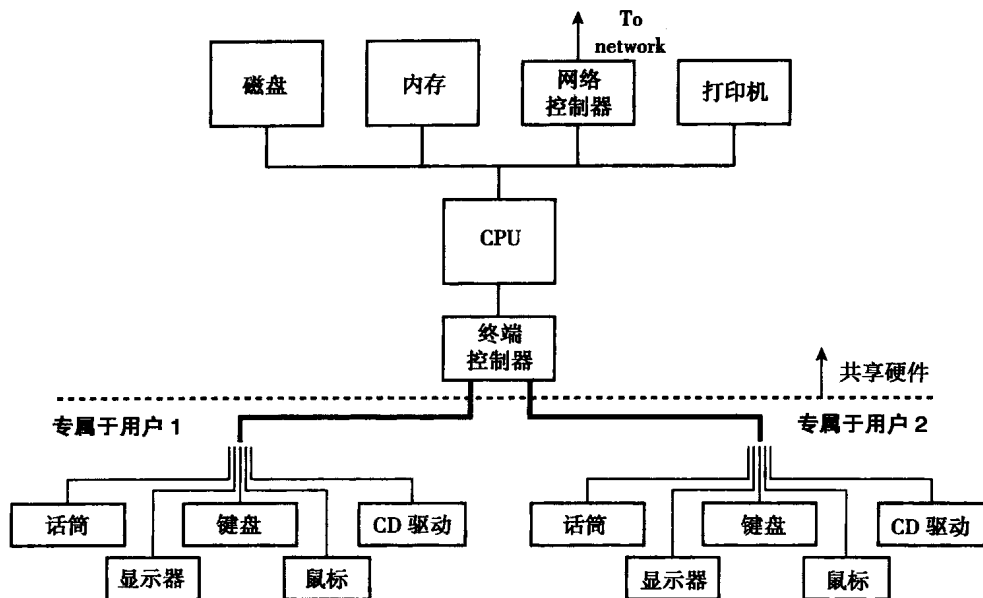 To
network
磁盘
内存
网络
控制器
打印机
CPU
终端
控制器
共享硬件
专属于用户 1
专属于用户 2
话筒
键盘
CD 驱动
显示器
鼠标
话筒
键盘
CD 驱动
显示器
鼠标